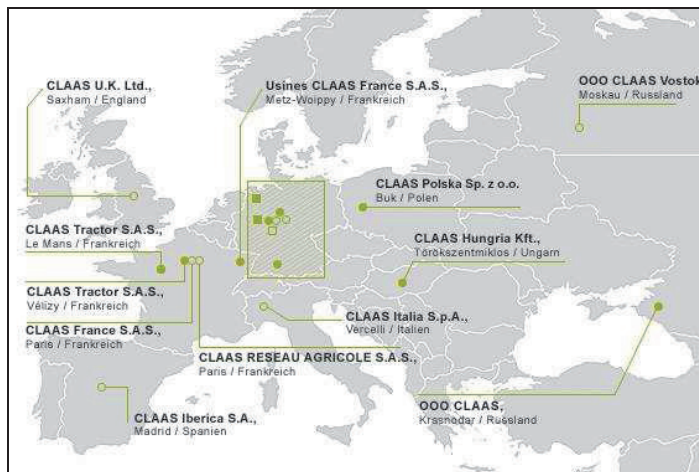 CLAAS U.K. Ltd.,
Saxham / England
Usines CLAAS France S.A.S.,
Metz-Woippy / Frankreich
OOO CLAAS Vostok
Moskau / Russland
CLAAS Polska Sp. z o.o.
Buk / Polen
CLAAS Tractor S.A.S.,
Le Mans / Frankreich
CLAAS Hungria Kft.,
Törökszentmiklos / Ungarn
CLAAS Tractor S.A.S.,
Vélizy / Frankreich
CLAAS Italia S.p.A.,
Vercelli / Italien
CLAAS France S.A.S.,
Paris / Frankreich
CLAAS RESEAU AGRICOLE S.A.S.,
Paris / Frankreich
OOO CLAAS,
Krasnodar / Russland
CLAAS Iberica S.A.,
Madrid / Spanien